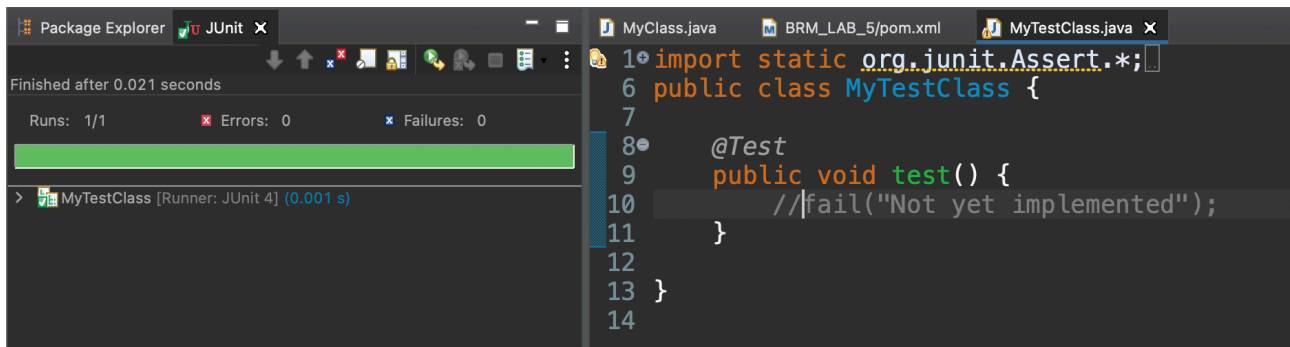 Package Explorer JUnit
Finished after 0.021 seconds
Runs: 1/1 Errors: 0 Failures: 0
MyTestClass [Runner: JUnit 4] (0.001 s)
MyClass.java BRM_LAB_5/pom.xml MyTestClass.java
1 import static org.junit.Assert.*;
6 public class MyTestClass {
7
8 @Test
9 public void test() {
10 //fail("Not yet implemented");
11 }
12
13 }
14